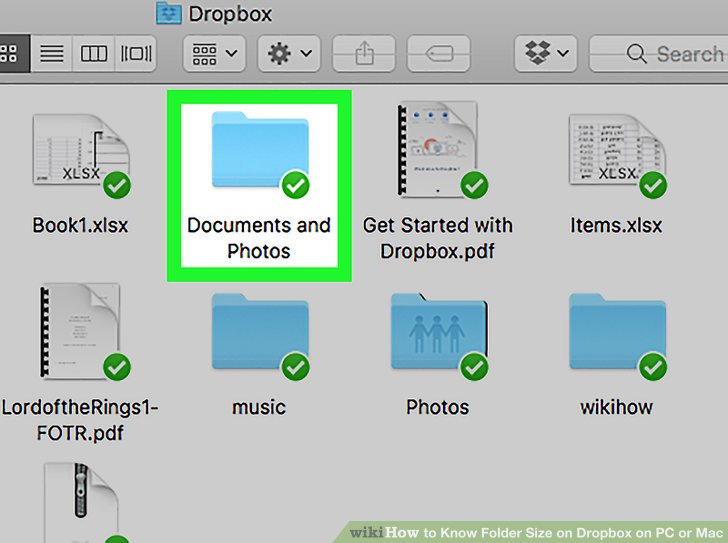 Dropbox
Search
XLSX
XLSX
Book1.xlsx
Documents and
Photos
Get Started with
Dropbox.pdf
Items.xlsx
LordoftheRings1-
FOTR.pdf
music
Photos
wikihow
wikiHow to Know Folder Size on Dropbox on PC or Mac